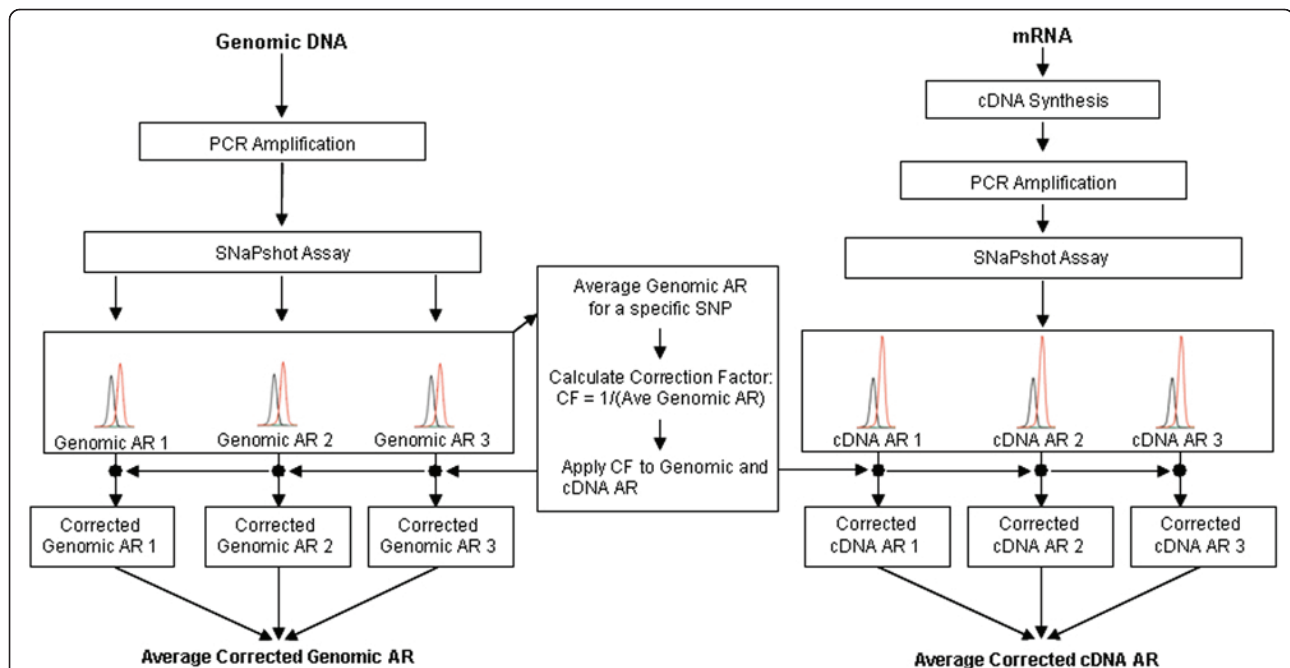 Genomic DNA
PCR Amplification
SNaPshot Assay
Genomic AR 1
Genomic AR 2
Genomic AR 3
Corrected
Genomic AR 1
Corrected
Genomic AR 2
Corrected
Genomic AR 3
Average Corrected Genomic AR
Average Genomic AR
for a specific SNP
Calculate Correction Factor:
CF = 1/(Ave Genomic AR)
Apply CF to Genomic and
cDNA AR
mRNA
cDNA Synthesis
PCR Amplification
SNaPshot Assay
cDNA AR 1
cDNA AR 2
cDNA AR 3
Corrected
cDNA AR 1
Corrected
cDNA AR 2
Corrected
cDNA AR 3
Average Corrected cDNA AR